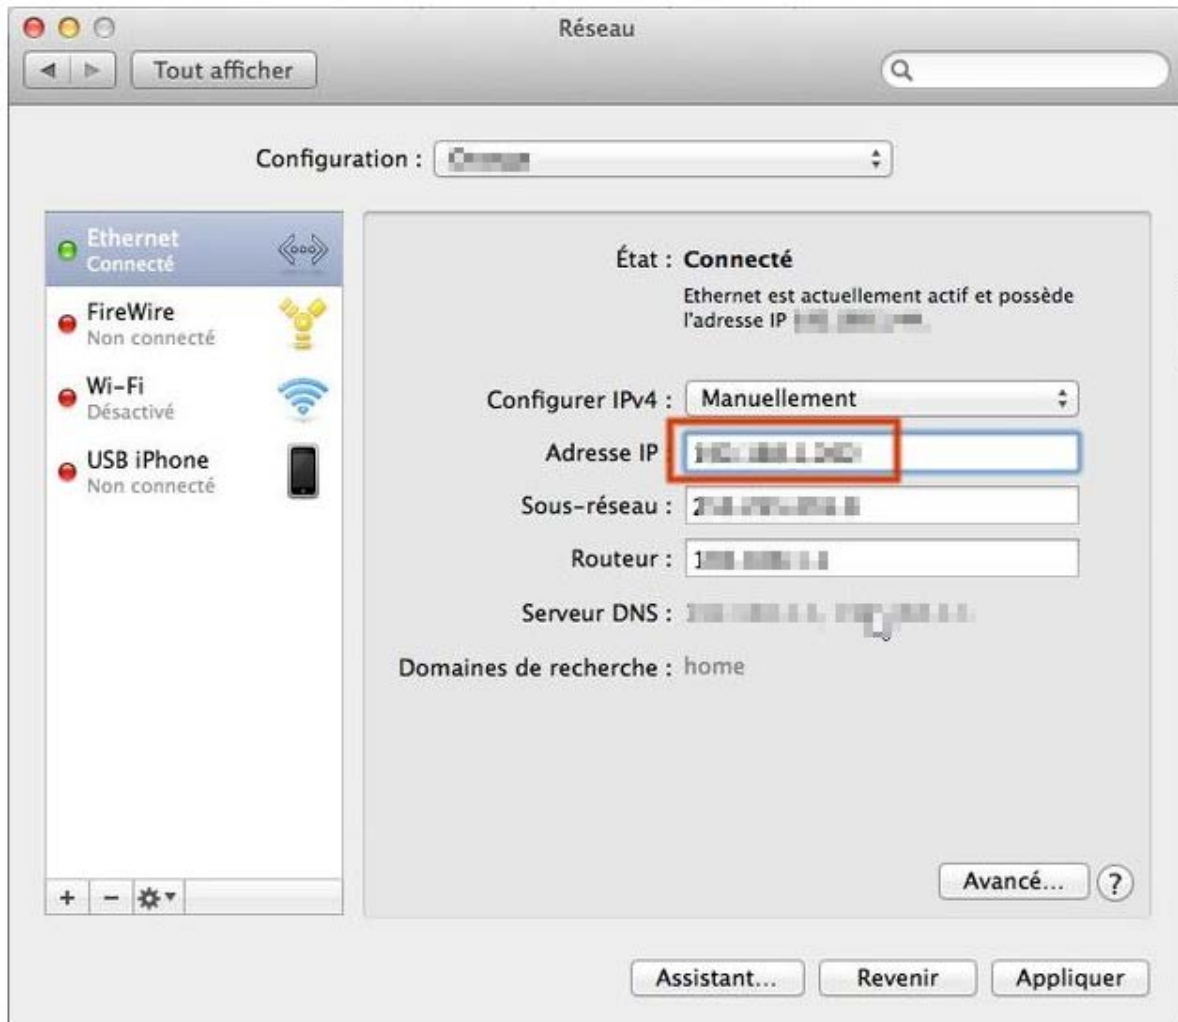 Réseau
Tout afficher
Configuration :
Ethernet
Connecté
FireWire
Non connecté
Wi-Fi
Désactivé
USB iPhone
Non connecté
État : Connecté
Ethernet est actuellement actif et possède
l'adresse IP
Configurer IPv4 : Manuellement
Adresse IP
Sous-réseau :
Routeur :
Serveur DNS :
Domaines de recherche : home
Avancé... ?
+ −
Assistant... Revenir Appliquer